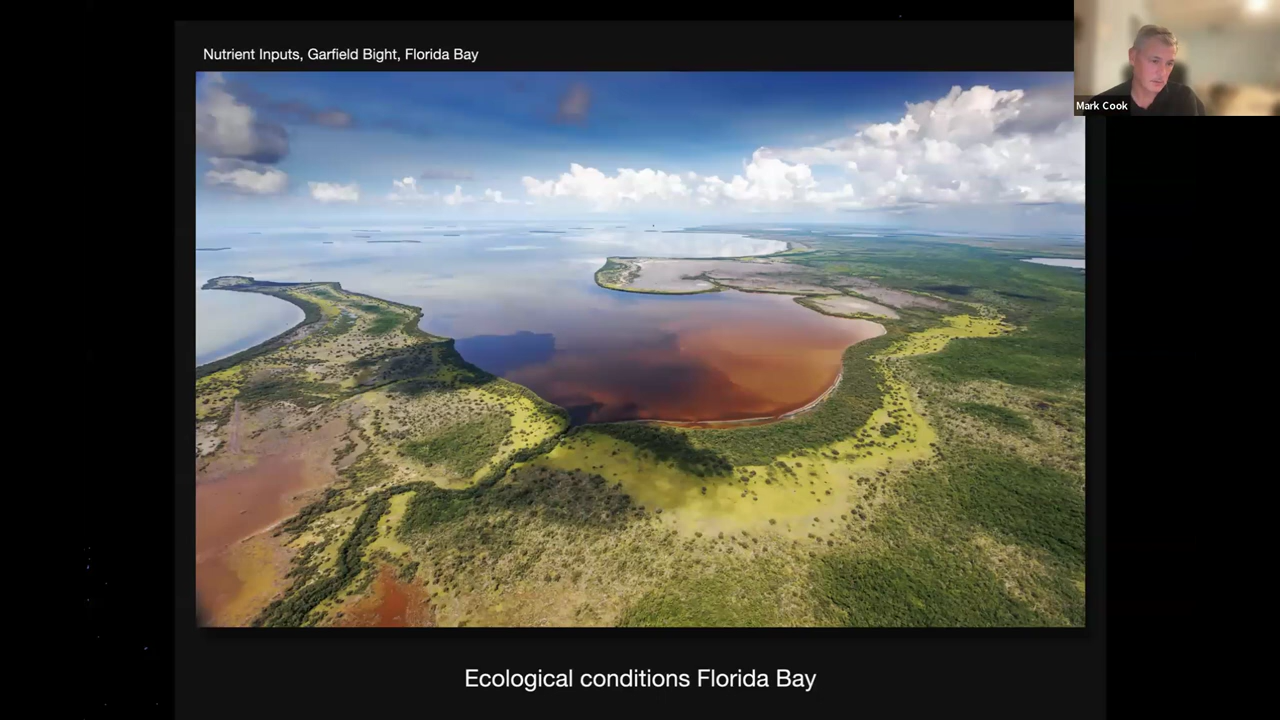 Nutrient Inputs, Garfield Bight, Florida Bay
Mark Cook
Ecological conditions Florida Bay